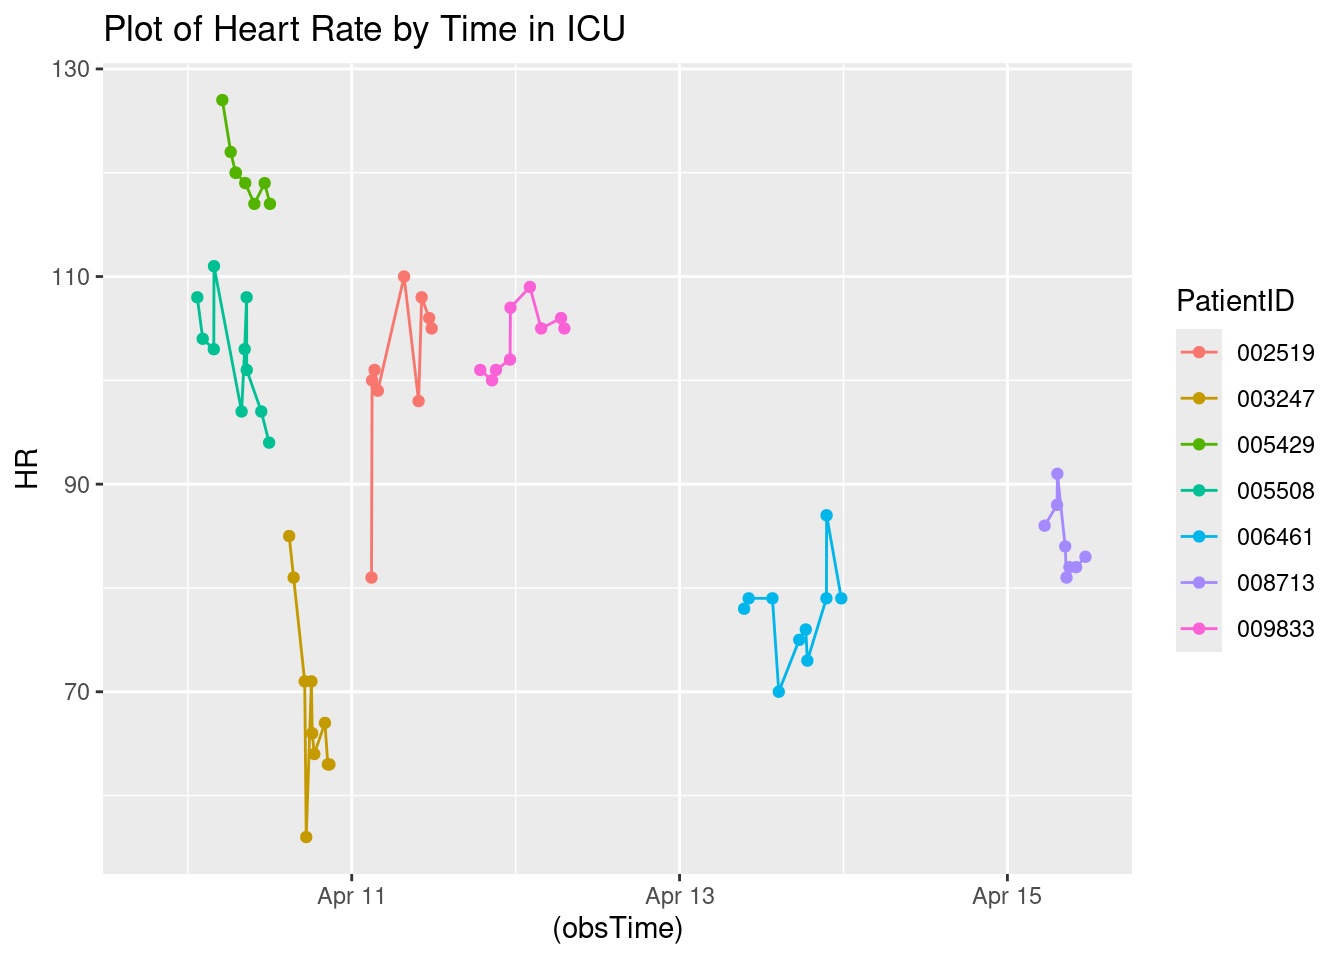 Plot of Heart Rate by Time in ICU
130
110
90
70
HR
Apr 11
Apr 13
Apr 15
(obsTime)
PatientID
002519
003247
005429
005508
006461
008713
009833